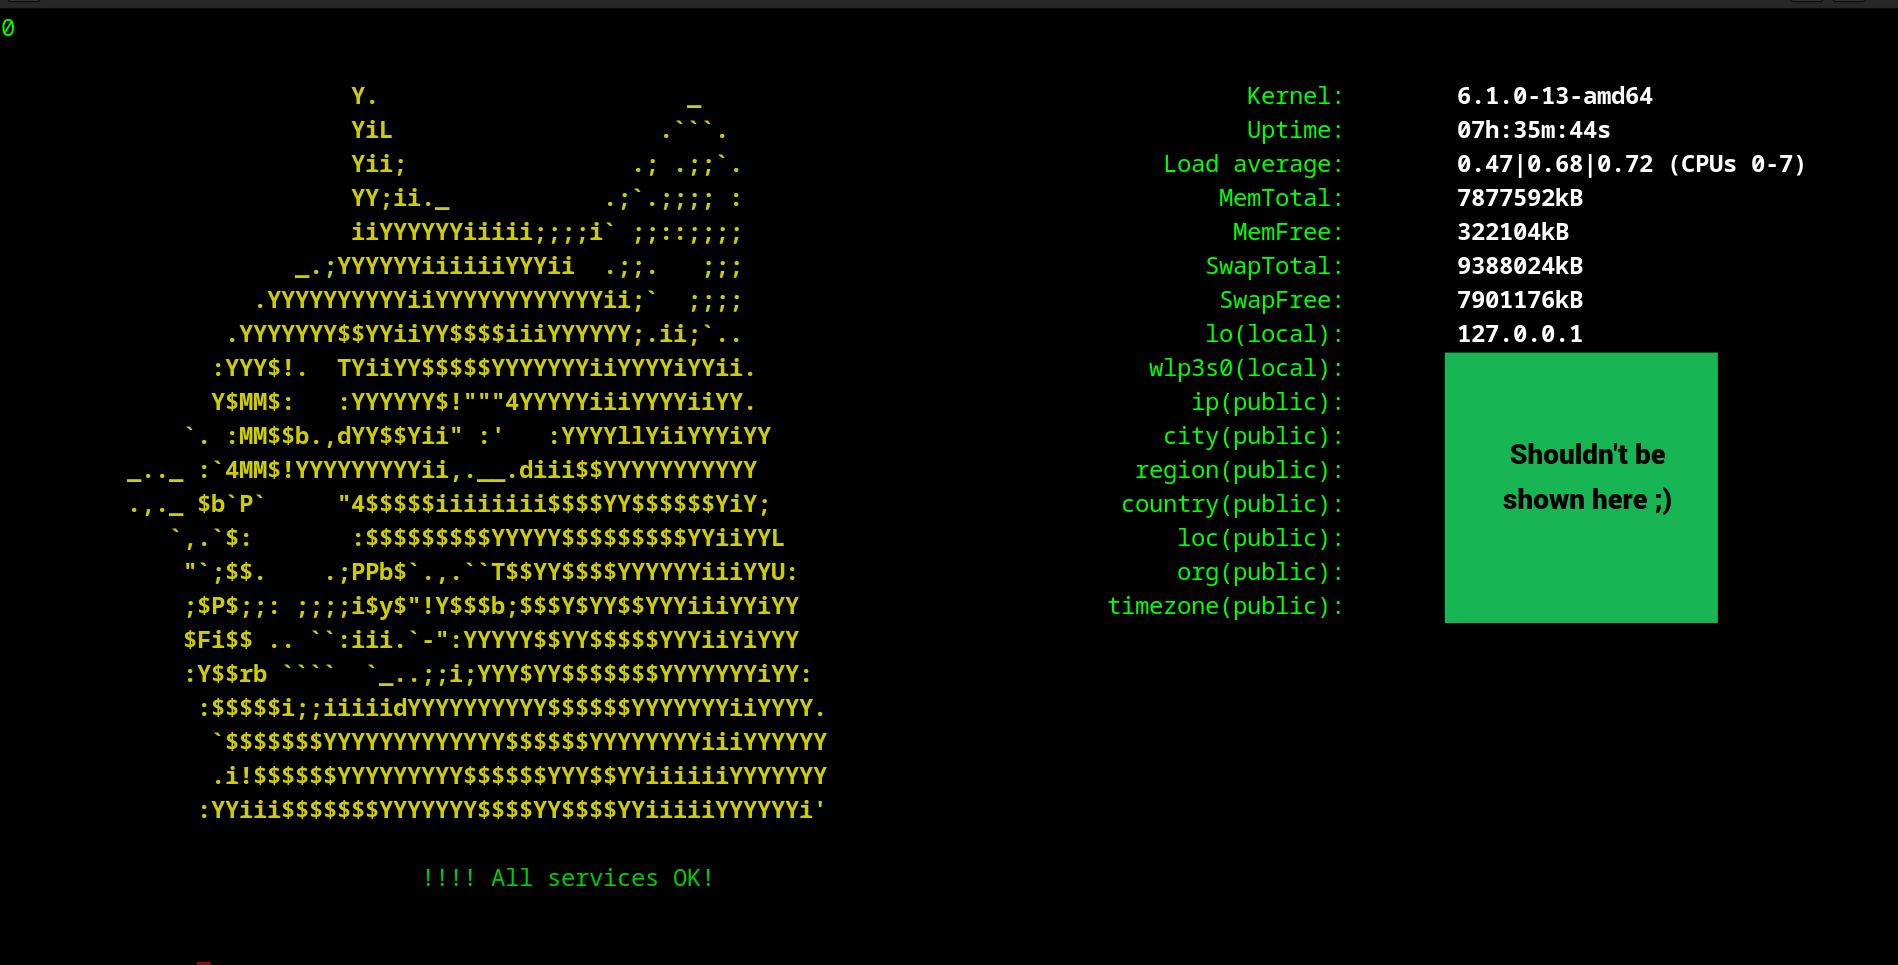 0
Y.                      _
YiL                   .```.
Yii;                .; .;;`.
YY;ii._           .;`.;;;; :
iiYYYYYYiiiii;;;;i` ;;::;;;;
_.;YYYYYYiiiiiiYYYii  .;;.   ;;;
.YYYYYYYYYYiiYYYYYYYYYYYYii;`  ;;;;
.YYYYYYY$$YYiiYY$$$$iiiYYYYYY;.ii;`..
:YYY$!.  TYiiYY$$$$$YYYYYYYiiYYYYiYYii.
Y$MM$:   :YYYYYY$!"""4YYYYYiiiYYYYiiYY.
`. :MM$$b.,dYY$$Yii" :'   :YYYYllYiiYYYiYY
_.._ :`4MM$!YYYYYYYYYii,.__.diii$$YYYYYYYYYYY
.,._ $b`P`     "4$$$$$iiiiiiii$$$$YY$$$$$$YiY;
`,.`$:       :$$$$$$$$$YYYYY$$$$$$$$$YYiiYYL
"`;$$.    .;PPb$`.,.``T$$YY$$$$YYYYYYiiiYYU:
;$P$;;: ;;;;i$y$"!Y$$$b;$$$Y$YY$$YYYiiiYYiYY
$Fi$$ .. ``:iii.`-":YYYYY$$YY$$$$$YYYiiYiYYY
:Y$$rb ````  `_..;;i;YYY$YY$$$$$$$YYYYYYYiYY:
:$$$$$i;;iiiiidYYYYYYYYYY$$$$$$YYYYYYYiiYYYY.
`$$$$$$$YYYYYYYYYYYYY$$$$$$YYYYYYYYiiiYYYYYY
.i!$$$$$$YYYYYYYYY$$$$$$YYY$$YYiiiiiiYYYYYYY
:YYiii$$$$$$$YYYYYYY$$$$YY$$$$YYiiiiiYYYYYYi'
!!!! All services OK!
Kernel: 6.1.0-13-amd64
Uptime: 07h:35m:44s
Load average: 0.47|0.68|0.72 (CPUs 0-7)
MemTotal: 7877592kB
MemFree: 322104kB
SwapTotal: 9388024kB
SwapFree: 7901176kB
lo(local): 127.0.0.1
wlp3s0(local):
ip(public):
city(public):
region(public):
country(public):
loc(public):
org(public):
timezone(public):
Shouldn't be
shown here ;)